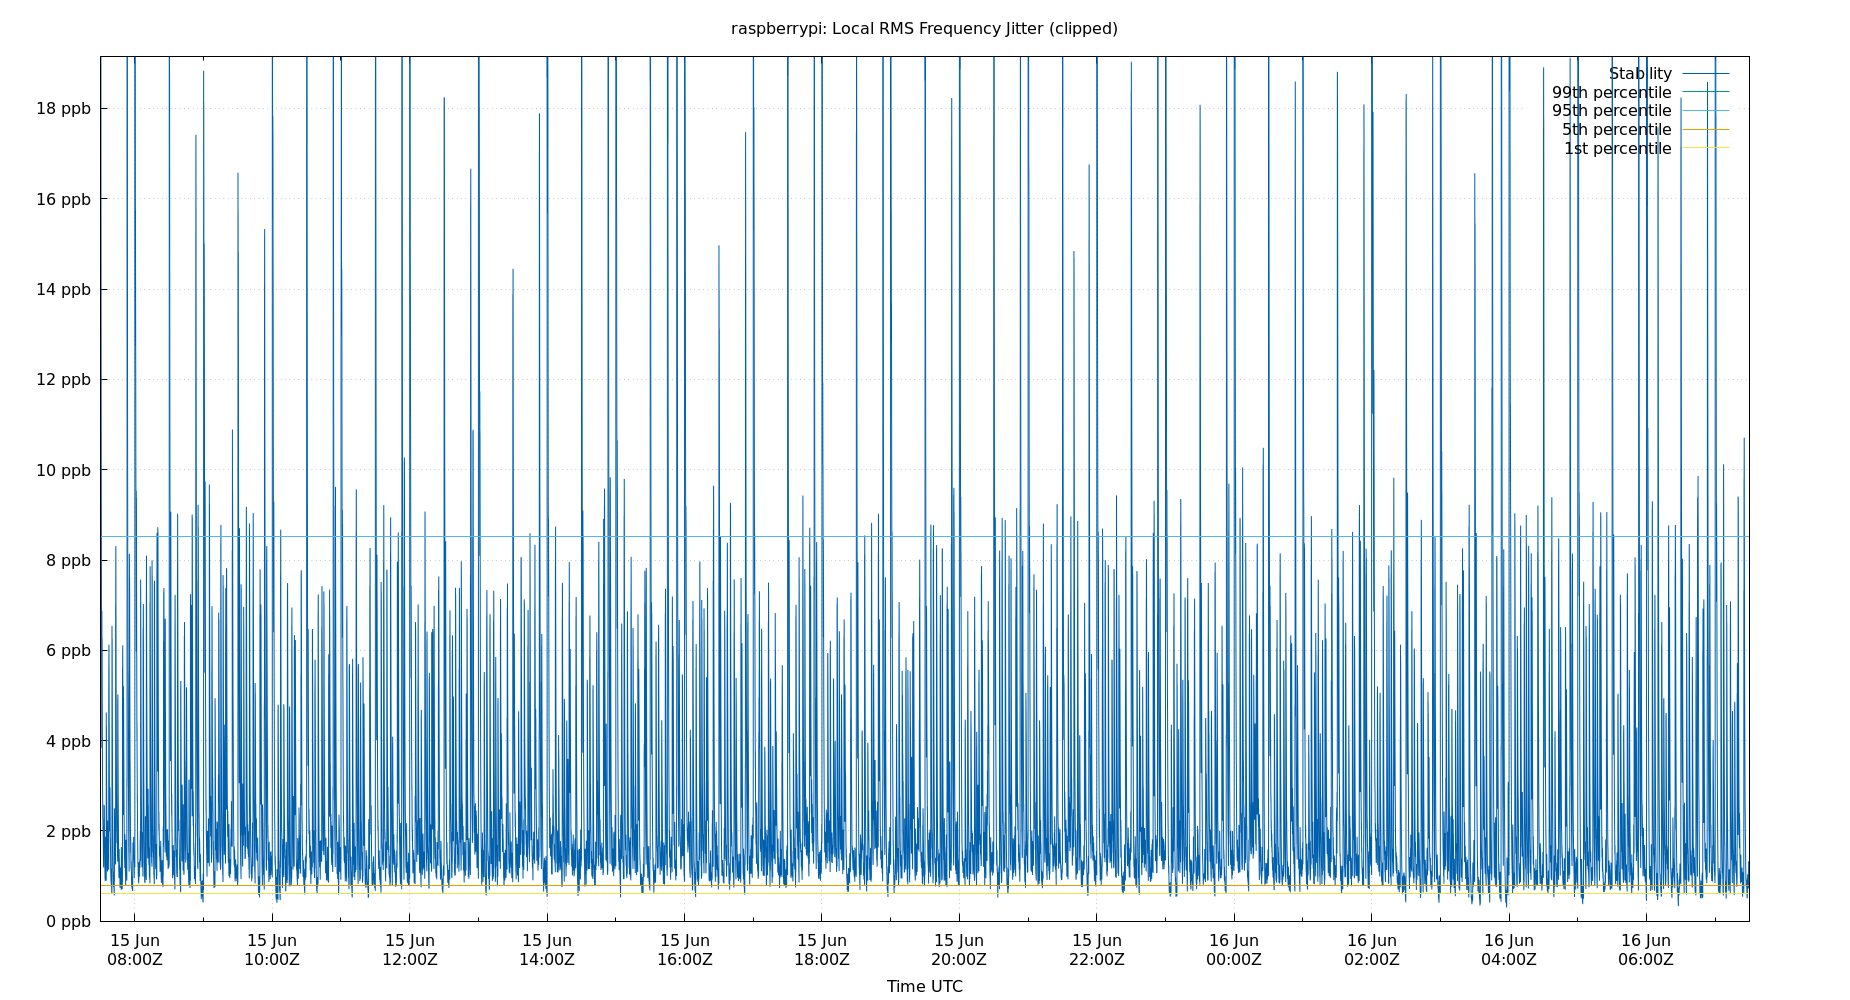 raspberrypi: Local RMS Frequency Jitter (clipped)
Stability
99th percentile
95th percentile
5th percentile
1st percentile
18 ppb
16 ppb
14 ppb
12 ppb
10 ppb
8 ppb
6 ppb
4 ppb
2 ppb
0 ppb
15 Jun 15 Jun 15 Jun 15 Jun 15 Jun 15 Jun 15 Jun 15 Jun 16 Jun 16 Jun 16 Jun 16 Jun
08:00Z 10:00Z 12:00Z 14:00Z 16:00Z 18:00Z 20:00Z 22:00Z 00:00Z 02:00Z 04:00Z 06:00Z
Time UTC